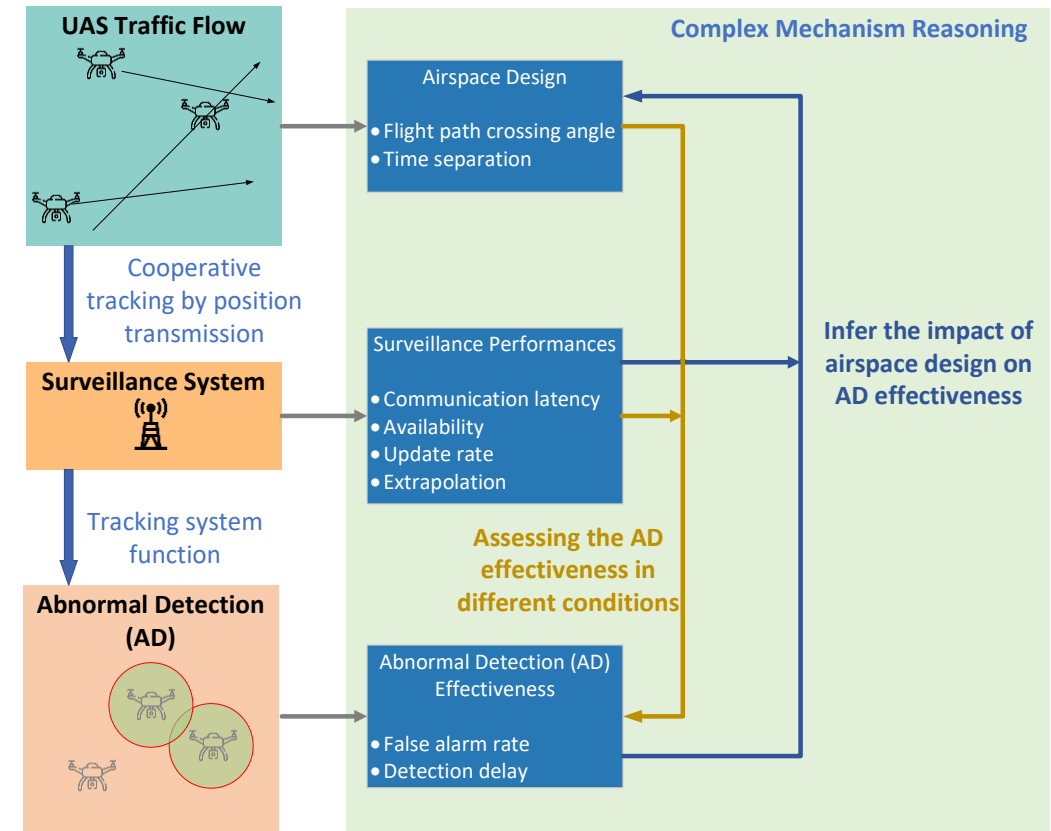 UAS Traffic Flow
Complex Mechanism Reasoning
Airspace Design
• Flight path crossing angle
• Time separation
Cooperative
tracking by position
transmission
Surveillance System
Surveillance Performances
• Communication latency
• Availability
• Update rate
• Extrapolation
Infer the impact of
airspace design on
AD effectiveness
Tracking system
function
Assessing the AD
effectiveness in
different conditions
Abnormal Detection
(AD)
Abnormal Detection (AD)
Effectiveness
• False alarm rate
• Detection delay